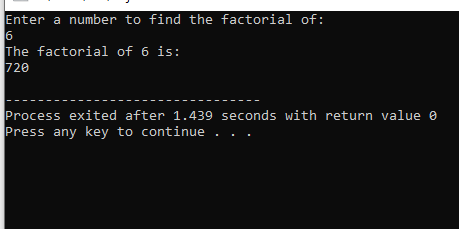 Enter a number to find the factorial of:
6
The factorial of 6 is:
720
--------------------------------
Process exited after 1.439 seconds with return value 0
Press any key to continue . . .